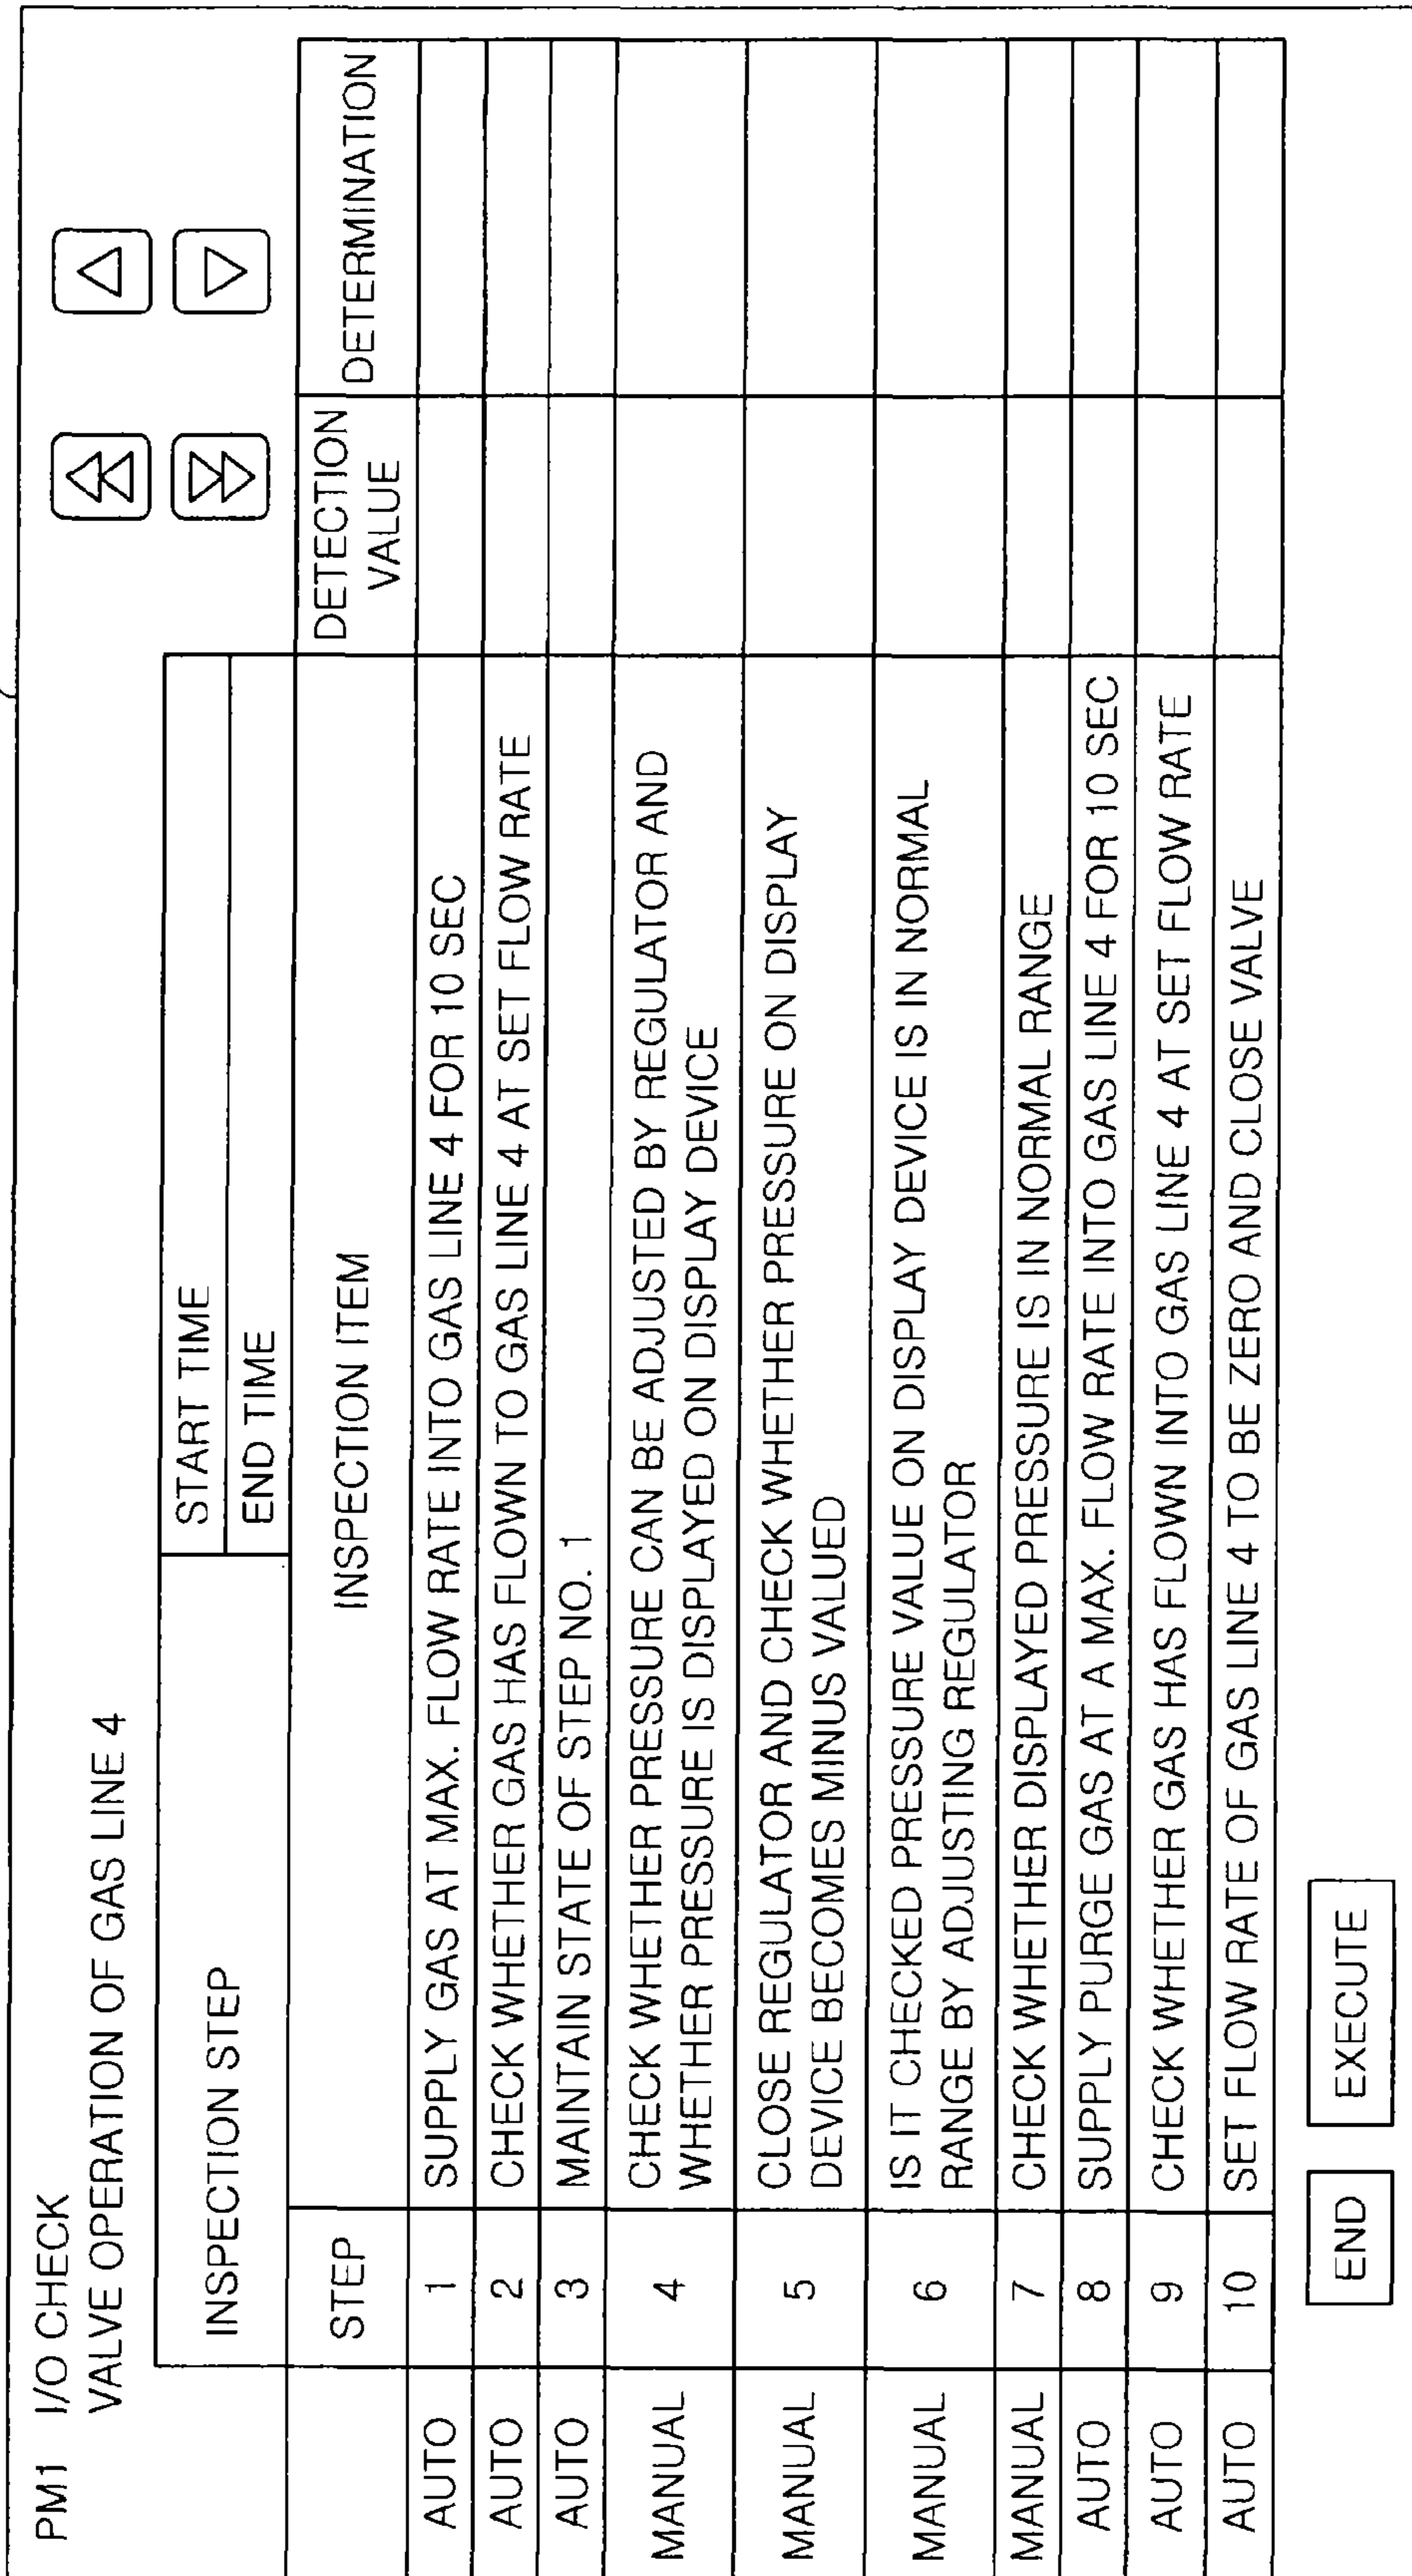 PM1 I/O CHECK
VALVE OPERATION OF GAS LINE 4
INSPECTION STEP
START TIME
END TIME
STEP
INSPECTION ITEM
DETECTION
VALUE
DETERMINATION
AUTO 1 SUPPLY GAS AT MAX. FLOW RATE INTO GAS LINE 4 FOR 10 SEC
AUTO 2 CHECK WHETHER GAS HAS FLOWN TO GAS LINE 4 AT SET FLOW RATE
AUTO 3 MAINTAIN STATE OF STEP NO. 1
MANUAL 4 CHECK WHETHER PRESSURE CAN BE ADJUSTED BY REGULATOR AND
WHETHER PRESSURE IS DISPLAYED ON DISPLAY DEVICE
MANUAL 5 CLOSE REGULATOR AND CHECK WHETHER PRESSURE ON DISPLAY
DEVICE BECOMES MINUS VALUED
MANUAL 6 IS IT CHECKED PRESSURE VALUE ON DISPLAY DEVICE IS IN NORMAL
RANGE BY ADJUSTING REGULATOR
MANUAL 7 CHECK WHETHER DISPLAYED PRESSURE IS IN NORMAL RANGE
AUTO 8 SUPPLY PURGE GAS AT A MAX. FLOW RATE INTO GAS LINE 4 FOR 10 SEC
AUTO 9 CHECK WHETHER GAS HAS FLOWN INTO GAS LINE 4 AT SET FLOW RATE
AUTO 10 SET FLOW RATE OF GAS LINE 4 TO BE ZERO AND CLOSE VALVE
END EXECUTE